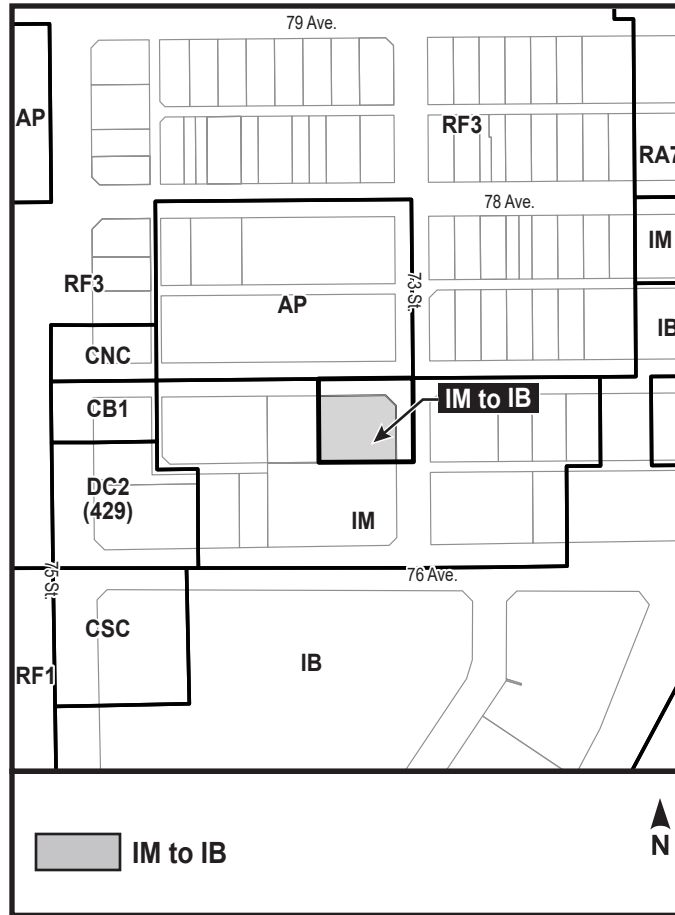 79 Ave.
AP
RF3
RA7
78 Ave.
IM
RF3
73 St.
AP
IB
CNC
IM to IB
CB1
DC2
(429)
IM
75 St.
76 Ave.
CSC
IB
RF1
IM to IB
N